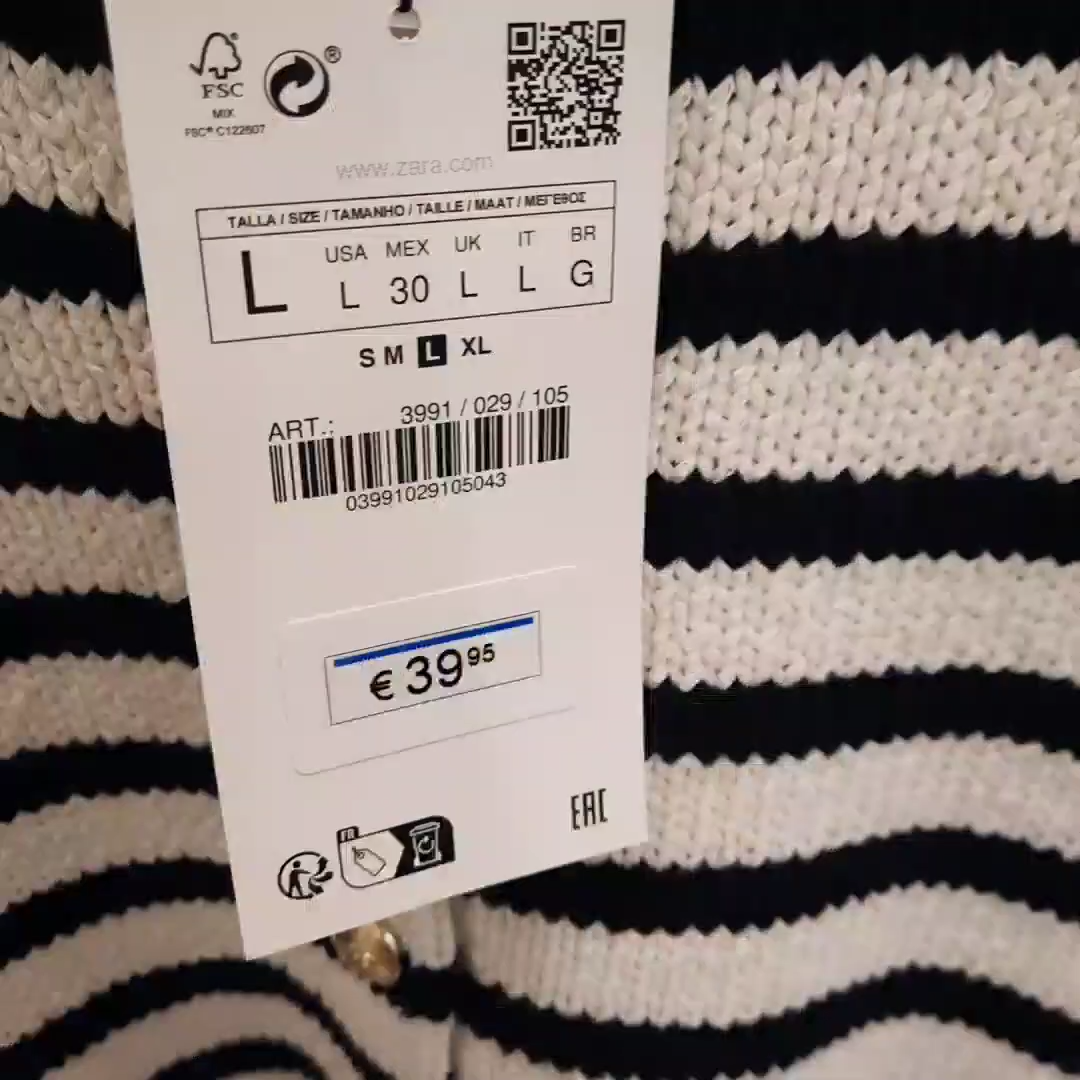 FSC
MIX
FSC® C122607
®
www.zara.com
TALLA / SIZE / TAMANHO / TAILLE / MAAT / ΜΕΓΕΘΟΣ
L
USA MEX UK IT BR
L 30 L L G
S M L XL
ART.: 3991 / 029 / 105
03991029105043
€ 39 95
EAC
FR